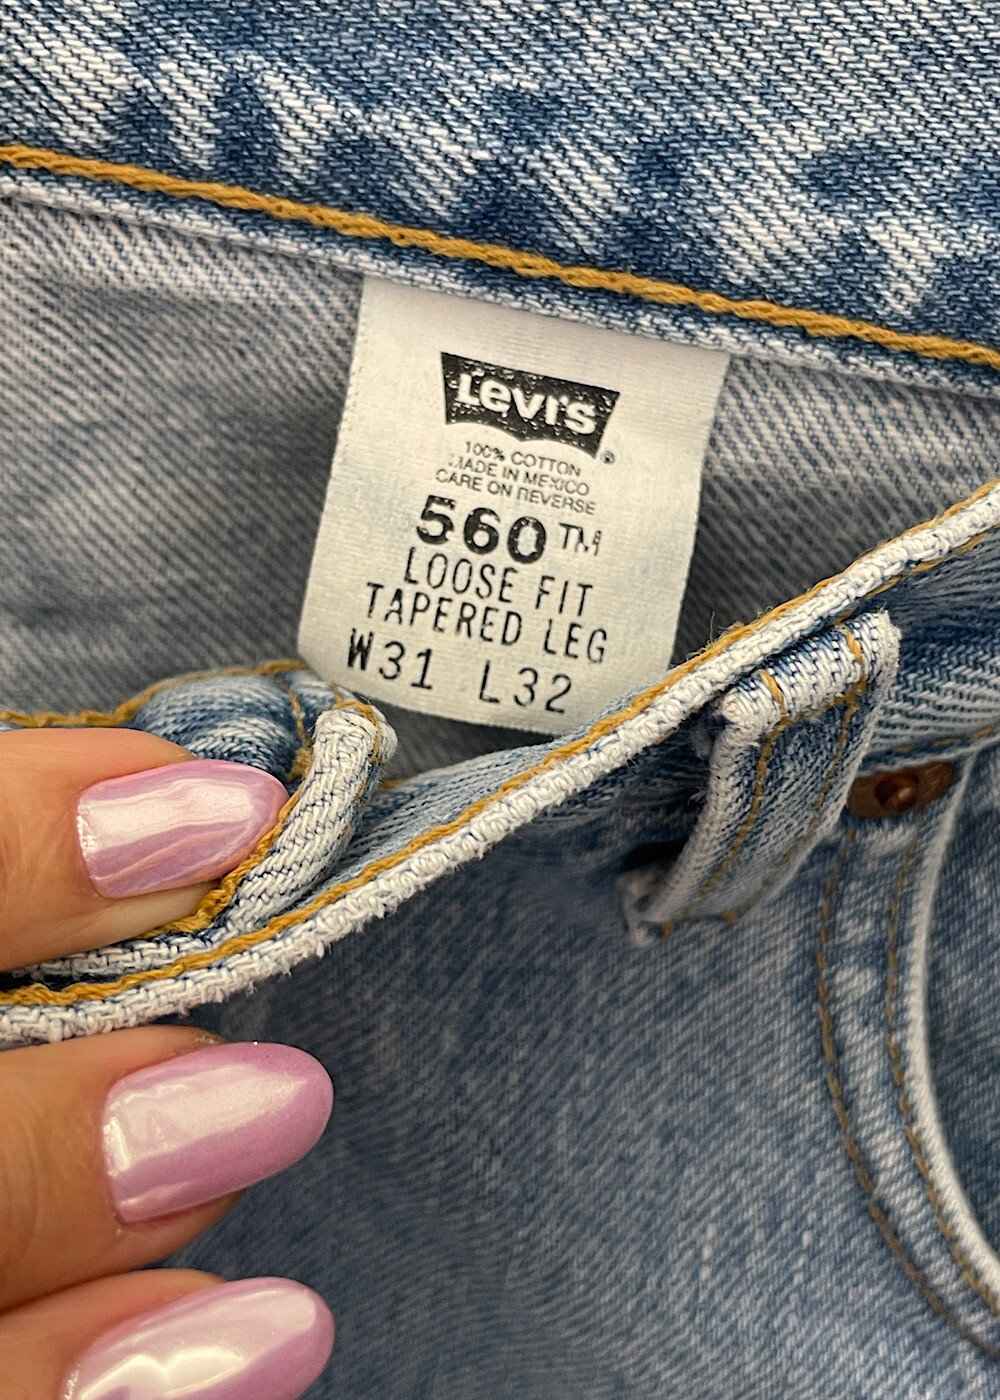 Levi's®
100% COTTON
MADE IN MEXICO
CARE ON REVERSE
560™
LOOSE FIT
TAPERED LEG
W31 L32